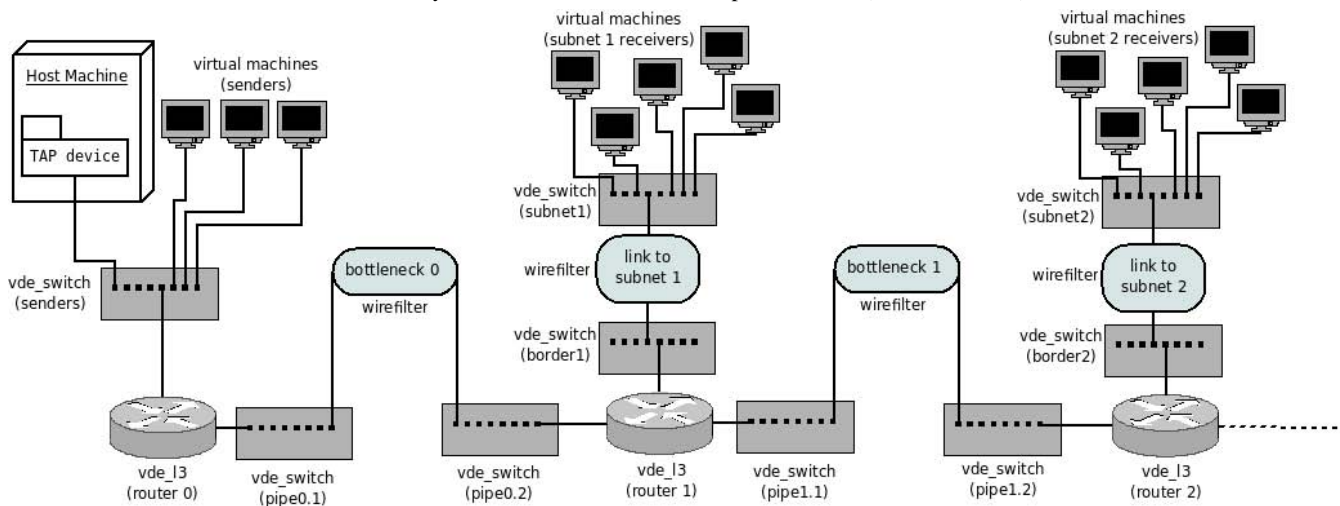 Host Machine
TAP device
virtual machines
(senders)
vde_switch
(senders)
vde_l3
(router 0)
vde_switch
(pipe0.1)
bottleneck 0
wirefilter
vde_switch
(pipe0.2)
virtual machines
(subnet 1 receivers)
vde_switch
(subnet1)
wirefilter
link to
subnet 1
vde_switch
(border1)
vde_l3
(router 1)
vde_switch
(pipe1.1)
bottleneck 1
wirefilter
vde_switch
(pipe1.2)
virtual machines
(subnet 2 receivers)
vde_switch
(subnet2)
wirefilter
link to
subnet 2
vde_switch
(border2)
vde_l3
(router 2)